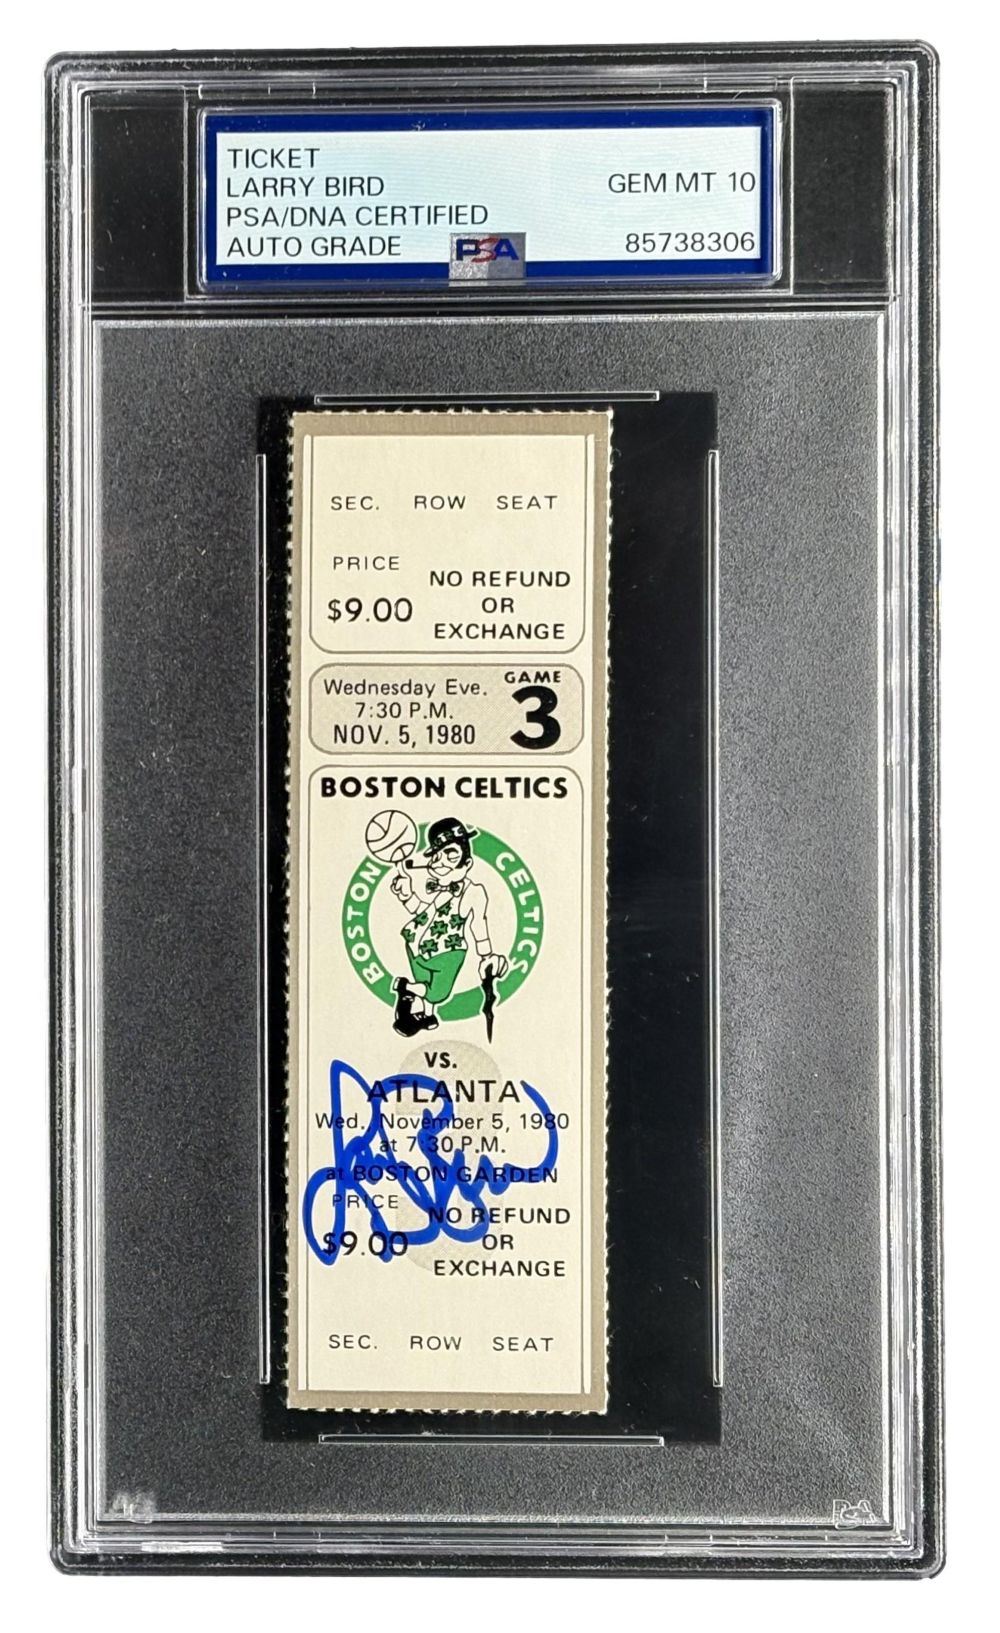 TICKET
LARRY BIRD
GEM MT 10
PSA/DNA CERTIFIED
AUTO GRADE
PSA
85738306
SEC. ROW SEAT
PRICE
$9.00
NO REFUND
OR
EXCHANGE
Wednesday Eve.
7:30 P.M.
NOV. 5, 1980
GAME
3
BOSTON CELTICS
BOSTON CELTICS
VS.
ATLANTA
Wed. November 5, 1980
at 7:30 P.M.
at BOSTON GARDEN
PRICE
$9.00
NO REFUND
OR
EXCHANGE
Larry Bird
SEC. ROW SEAT
PSA